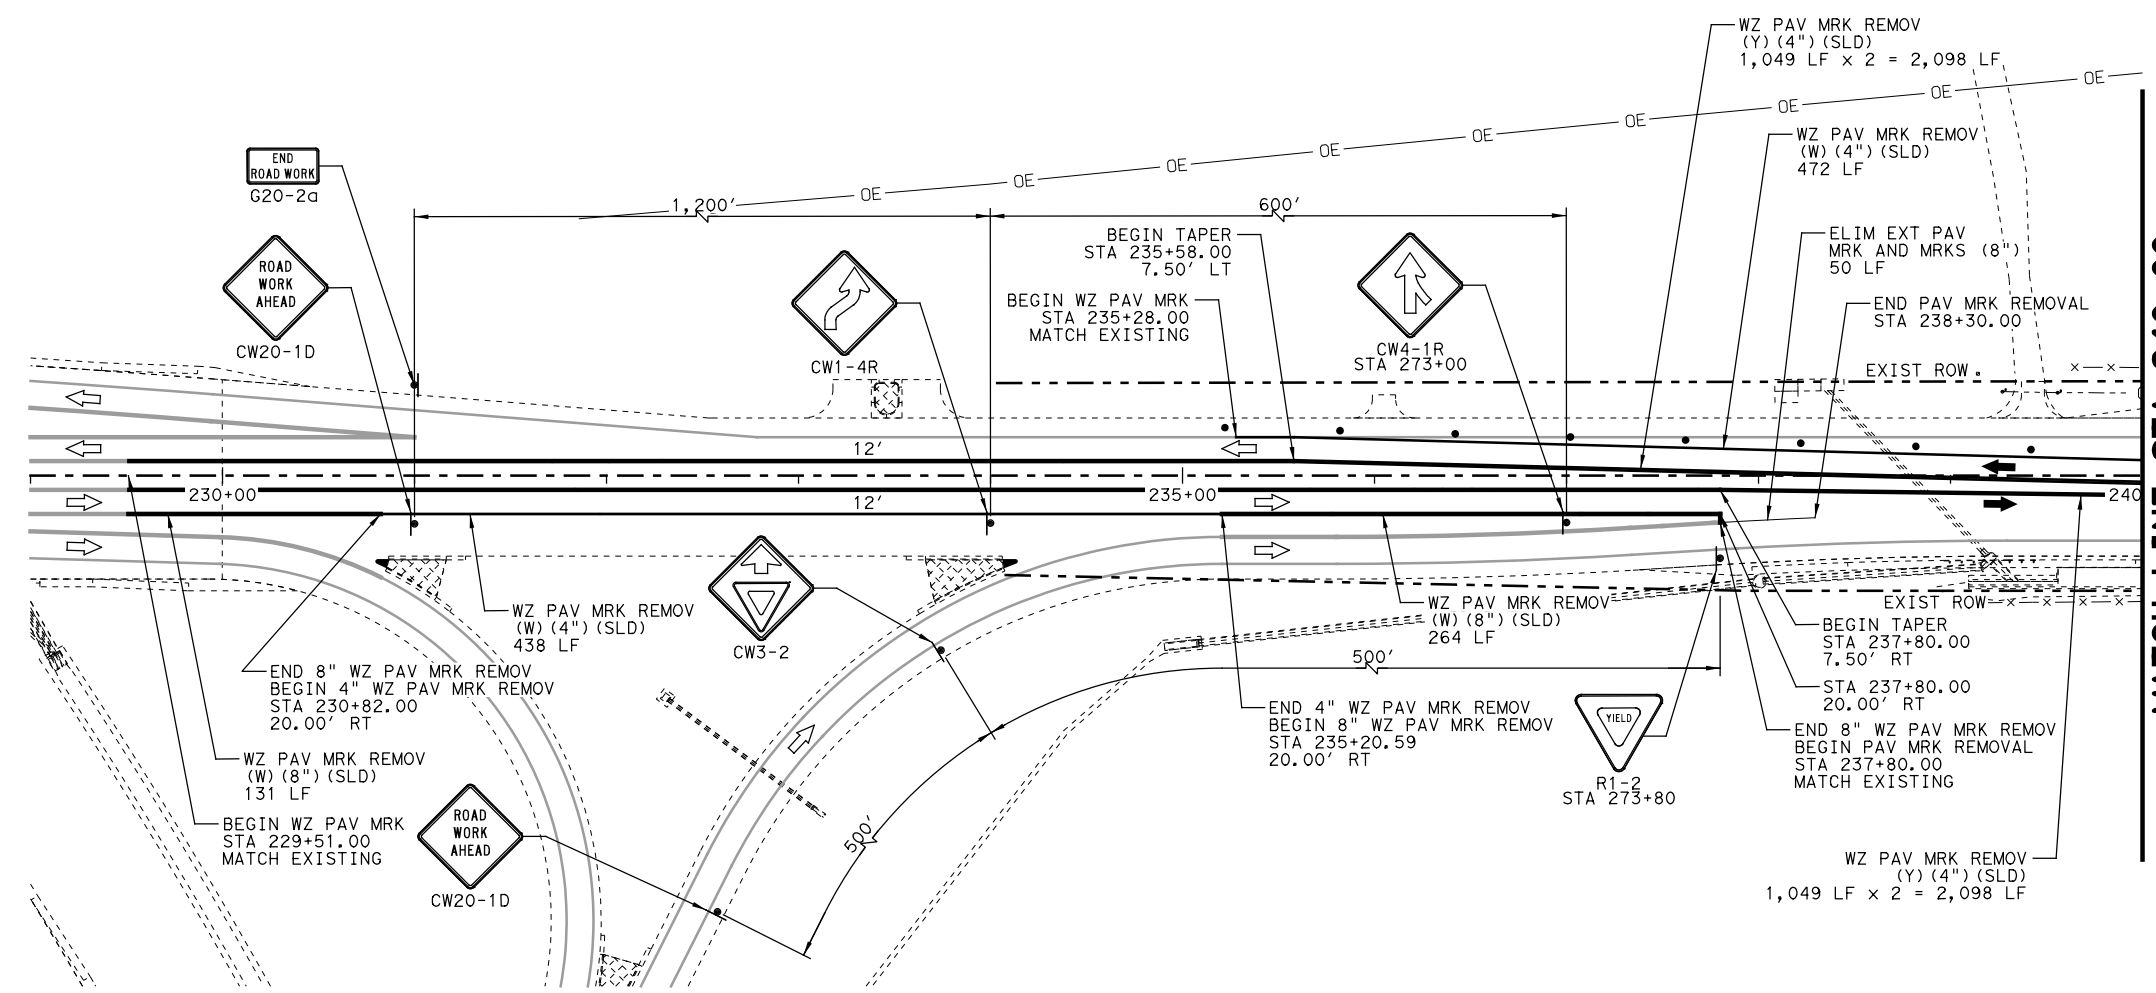 WZ PAV MRK REMOV
(Y)(4")(SLD)
1,049 LF x 2 = 2,098 LF
OE
OE
OE
OE
OE
OE
OE
OE
OE
WZ PAV MRK REMOV
(W)(4")(SLD)
472 LF
END
ROAD WORK
G20-2a
1,200'
600'
BEGIN TAPER
STA 235+58.00
7.50' LT
ELIM EXT PAV
MRK AND MRKS (8")
50 LF
ROAD
WORK
AHEAD
CW20-1D
BEGIN WZ PAV MRK
STA 235+28.00
MATCH EXISTING
END PAV MRK REMOVAL
STA 238+30.00
CW1-4R
CW4-1R
STA 273+00
EXIST ROW
X
X
12'
230+00
12'
235+00
240
WZ PAV MRK REMOV
(W)(4")(SLD)
438 LF
CW3-2
WZ PAV MRK REMOV
(W)(8")(SLD)
264 LF
EXIST ROW
X
X
X
X
BEGIN TAPER
STA 237+80.00
7.50' RT
500'
END 8" WZ PAV MRK REMOV
BEGIN 4" WZ PAV MRK REMOV
STA 230+82.00
20.00' RT
STA 237+80.00
20.00' RT
END 4" WZ PAV MRK REMOV
BEGIN 8" WZ PAV MRK REMOV
STA 235+20.59
20.00' RT
YIELD
R1-2
STA 273+80
END 8" WZ PAV MRK REMOV
BEGIN PAV MRK REMOVAL
STA 237+80.00
MATCH EXISTING
WZ PAV MRK REMOV
(W)(8")(SLD)
131 LF
BEGIN WZ PAV MRK
STA 229+51.00
MATCH EXISTING
ROAD
WORK
AHEAD
CW20-1D
500'
WZ PAV MRK REMOV
(Y)(4")(SLD)
1,049 LF x 2 = 2,098 LF